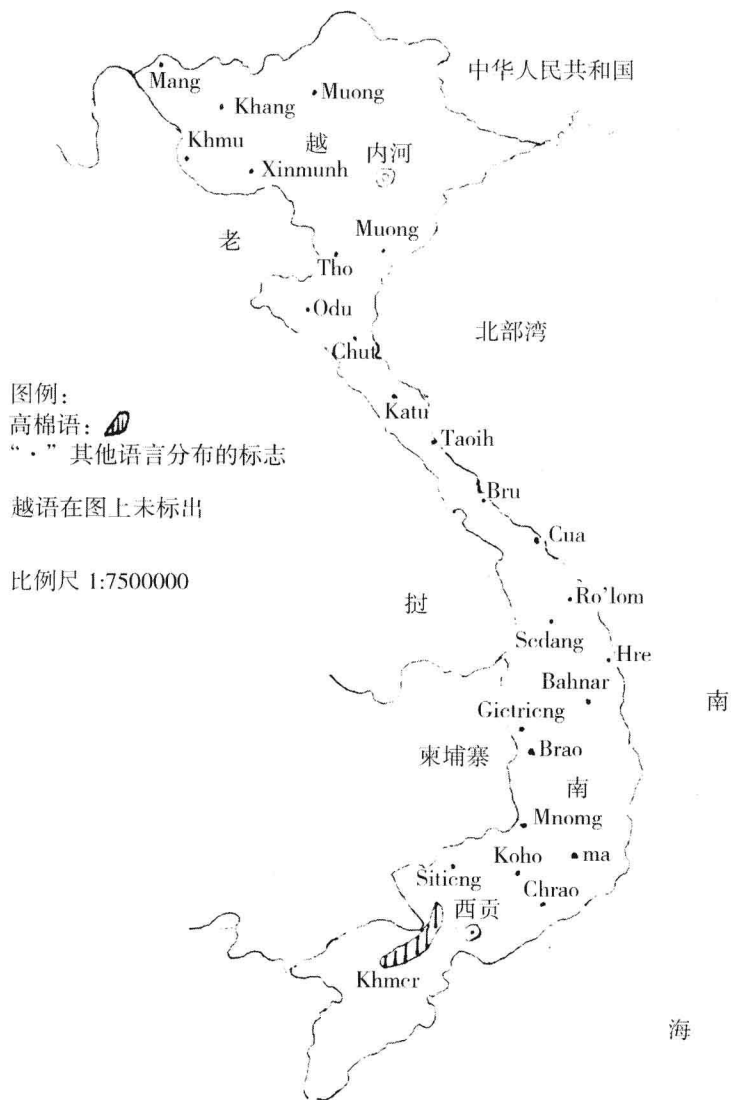 中华人民共和国
Mang
Muong
Khang
越
内河
Khmu
Xinmunh
老
Muong
Tho
Odu
北部湾
Chut
图例：
高棉语：
Katu
“·”其他语言分布的标志
Taoih
越语在图上未标出
Bru
Cua
比例尺 1:7500000
挝
Ro'lom
Sedang
Hre
Bahnar
南
Gietrieng
柬埔寨
Brao
南
Mnomg
Koho
ma
Sitieng
Chrao
西贡
Khmer
海